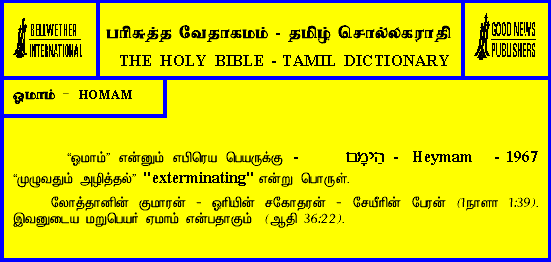 BELLWETHER
INTERNATIONAL
பரிசுத்த வேதாகமம் - தமிழ் சொல்லகராதி
THE HOLY BIBLE - TAMIL DICTIONARY
GOOD NEWS
PUBLISHERS
ஓமாம் - HOMAM
“ஓமாம்” என்னும் எபிரெய பெயருக்கு - הימם - Heymam - 1967
“முழுவதும் அழித்தல்” "exterminating" என்று பொருள்.
லோத்தானின் குமாரன் - ஓரியின் சகோதரன் - சேயீரின் பேரன் (1நாளா 1:39).
இவனுடைய மறுபெயர் ஏமாம் என்பதாகும் (ஆதி 36:22).